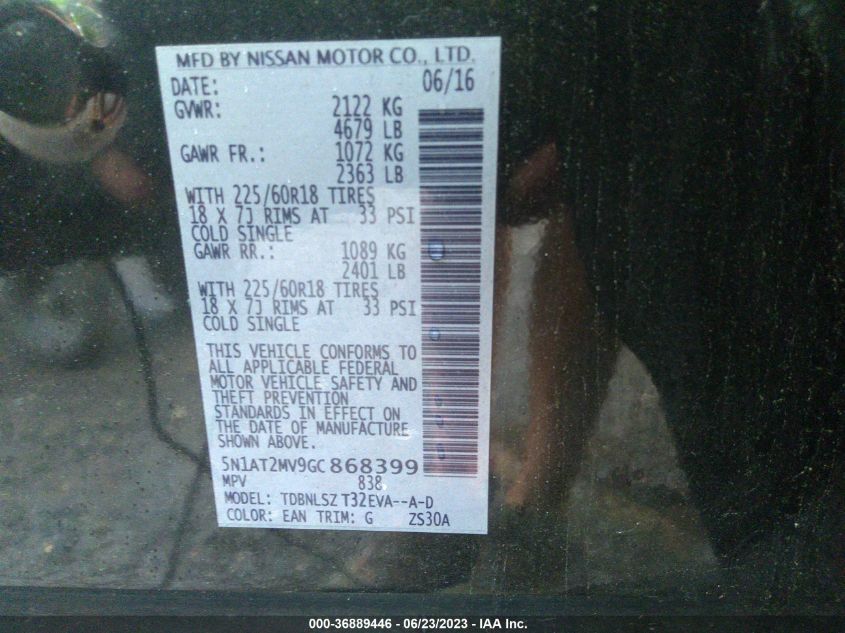 MFD BY NISSAN MOTOR CO., LTD.
DATE: 06/16
GVWR: 2122 KG
4679 LB
GAWR FR.: 1072 KG
2363 LB
WITH 225/60R18 TIRES
18 X 7J RIMS AT 33 PSI
COLD SINGLE
GAWR RR.: 1089 KG
2401 LB
WITH 225/60R18 TIRES
18 X 7J RIMS AT 33 PSI
COLD SINGLE
THIS VEHICLE CONFORMS TO
ALL APPLICABLE FEDERAL
MOTOR VEHICLE SAFETY AND
THEFT PREVENTION
STANDARDS IN EFFECT ON
THE DATE OF MANUFACTURE
SHOWN ABOVE.
5N1AT2MV9GC868399
MPV 838
MODEL: TDBNLSZ T32EVA--A-D
COLOR: EAN TRIM: G ZS30A
000-36889446 - 06/23/2023 - IAA Inc.